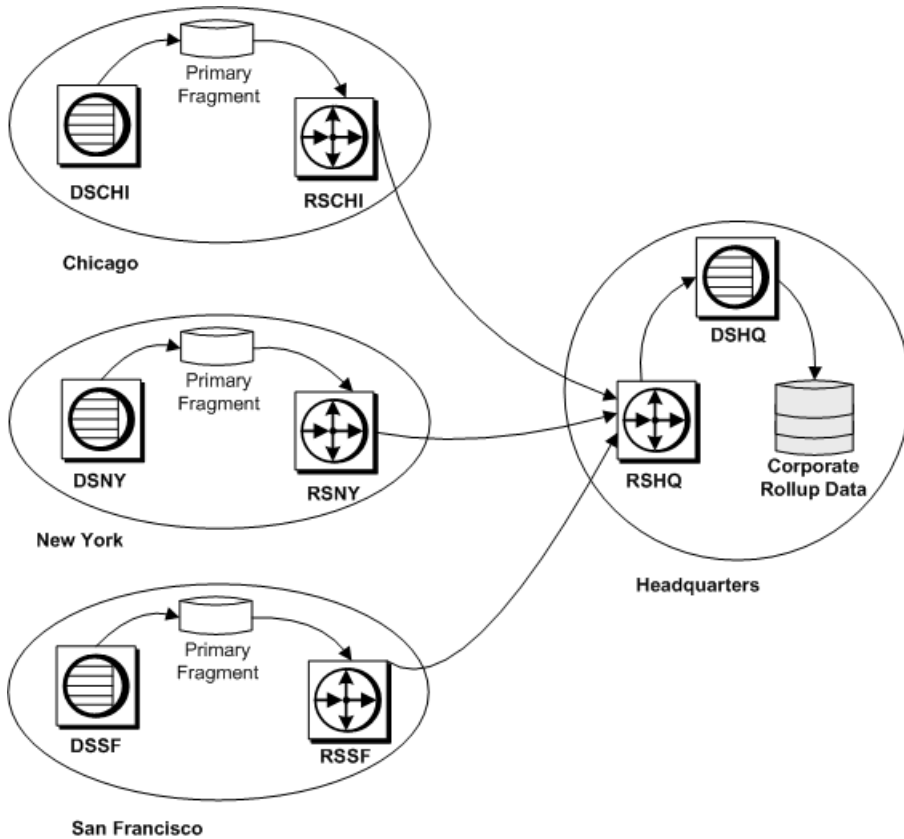 Primary
Fragment
DSCHI
RSCHI
Chicago
Primary
Fragment
DSNY
RSNY
New York
Primary
Fragment
DSSF
RSSF
San Francisco
DSHQ
RSHQ
Corporate
Rollup Data
Headquarters